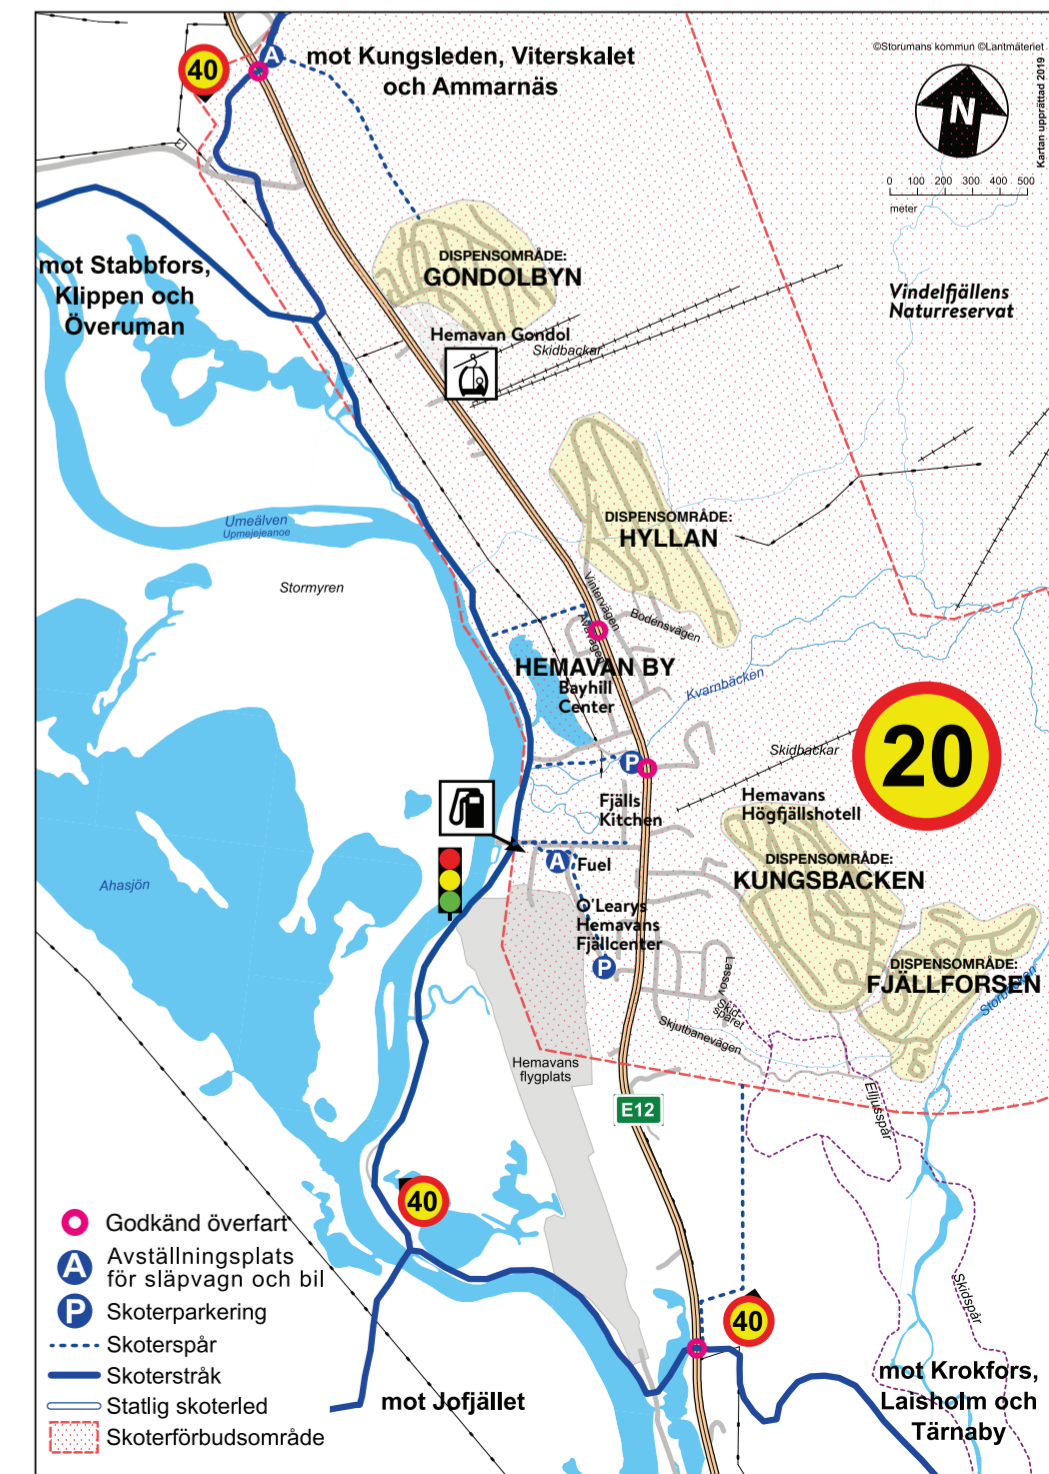 ©Storumans kommun ©Lantmäteriet
Kartan upprättad 2019
N
0 100 200 300 400 500
meter
40
A
mot Kungsleden, Viterskalet
och Ammarnäs
mot Stabbfors,
Klippen och
Överuman
DISPENSOMRÅDE:
GONDOLBYN
Hemavan Gondol
Skidbackar
Vindelfjällens
Naturreservat
Umeälven
Upmejejeanoe
Stormyren
DISPENSOMRÅDE:
HYLLAN
Vintervägen
Bodensvägen
HEMAVAN BY
Bayhill
Center
Kvarnbäcken
Skidbackar
20
P
Fjälls
Kitchen
Hemavans
Högfjällshotell
A
Fuel
DISPENSOMRÅDE:
KUNGSBACKEN
Ahasjön
O'Learys
Hemavans
Fjällcenter
P
DISPENSOMRÅDE:
FJÄLLFORSEN
Lassov
Skid-
spåret
Skjutbanevägen
Hemavans
flygplats
E12
Elljusspår
40
40
Skidspår
Godkänd överfart
A
Avställningsplats
för släpvagn och bil
P
Skoterparkering
Skoterspår
Skoterstråk
Statlig skoterled
Skoterförbudsområde
mot Jofjället
mot Krokfors,
Laisholm och
Tärnaby